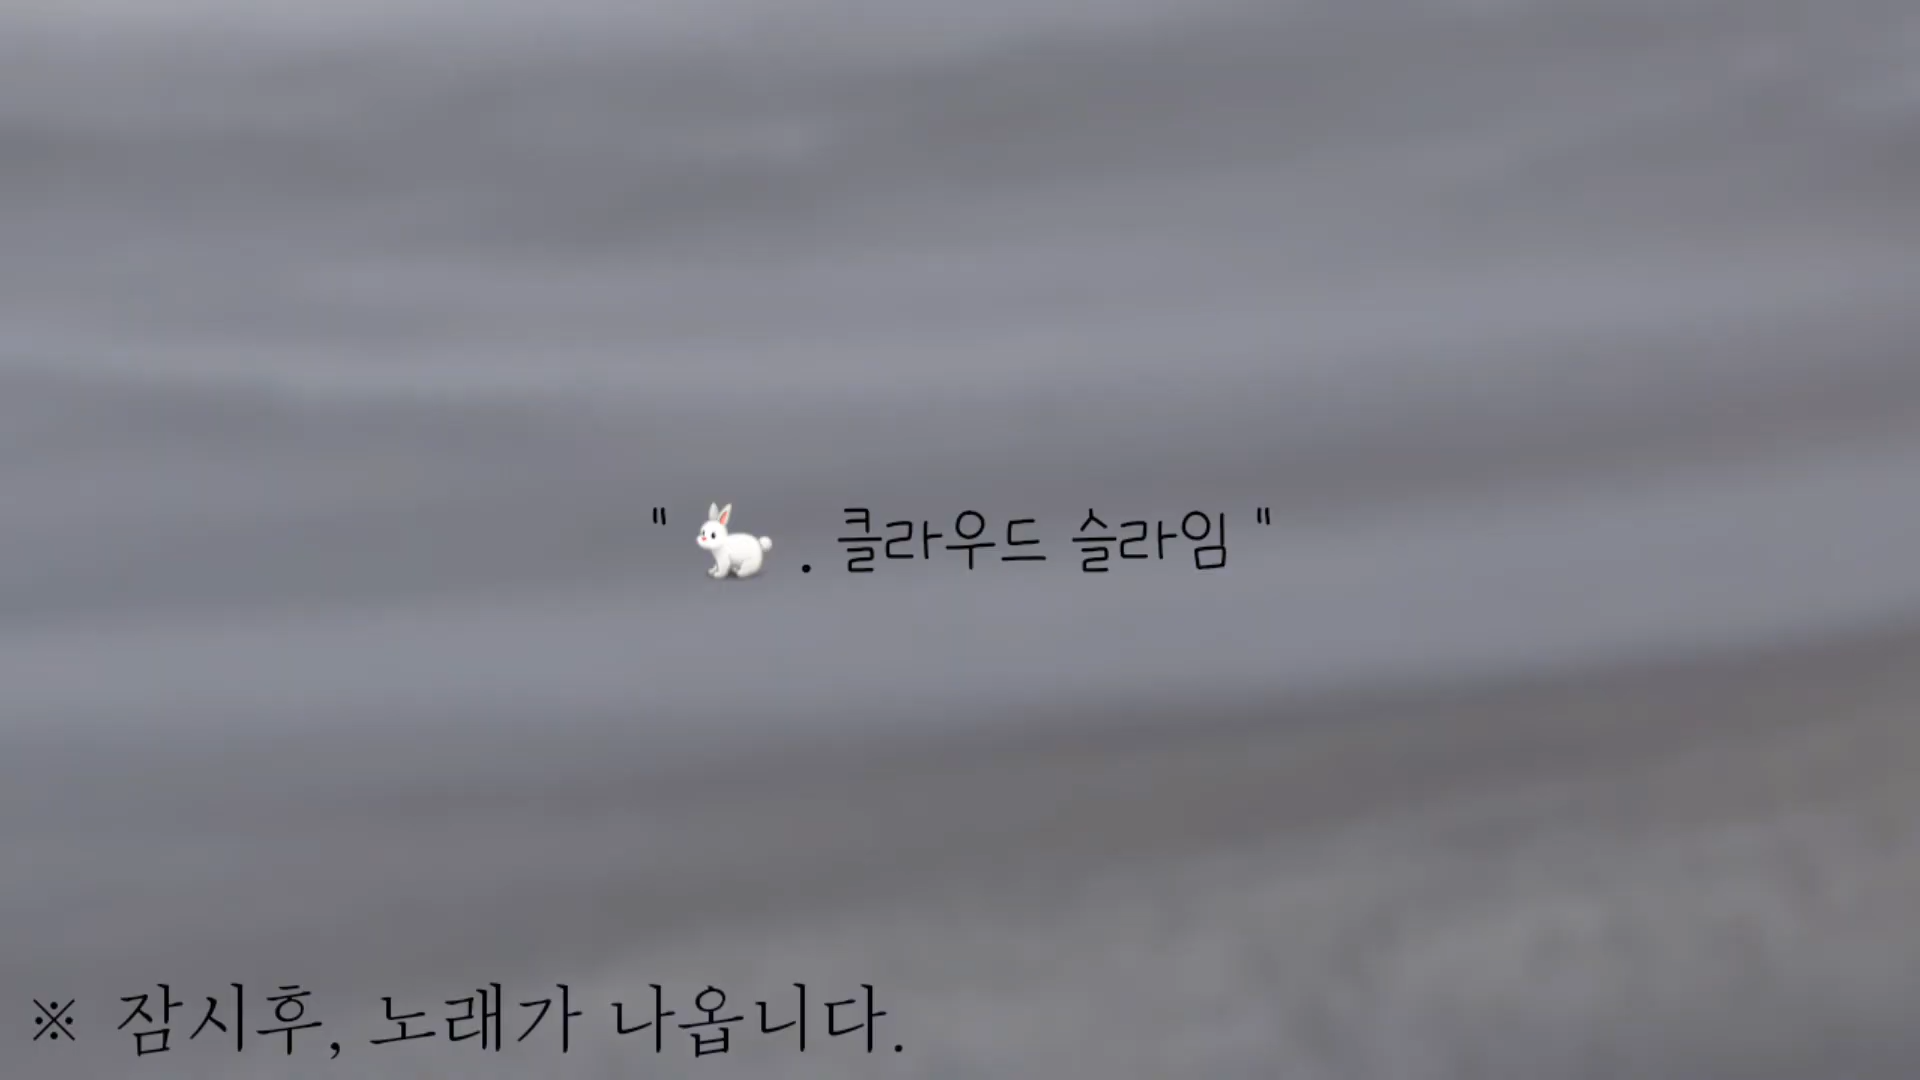 " 🐇 . 클라우드 슬라임 "
※ 잠시후, 노래가 나옵니다.